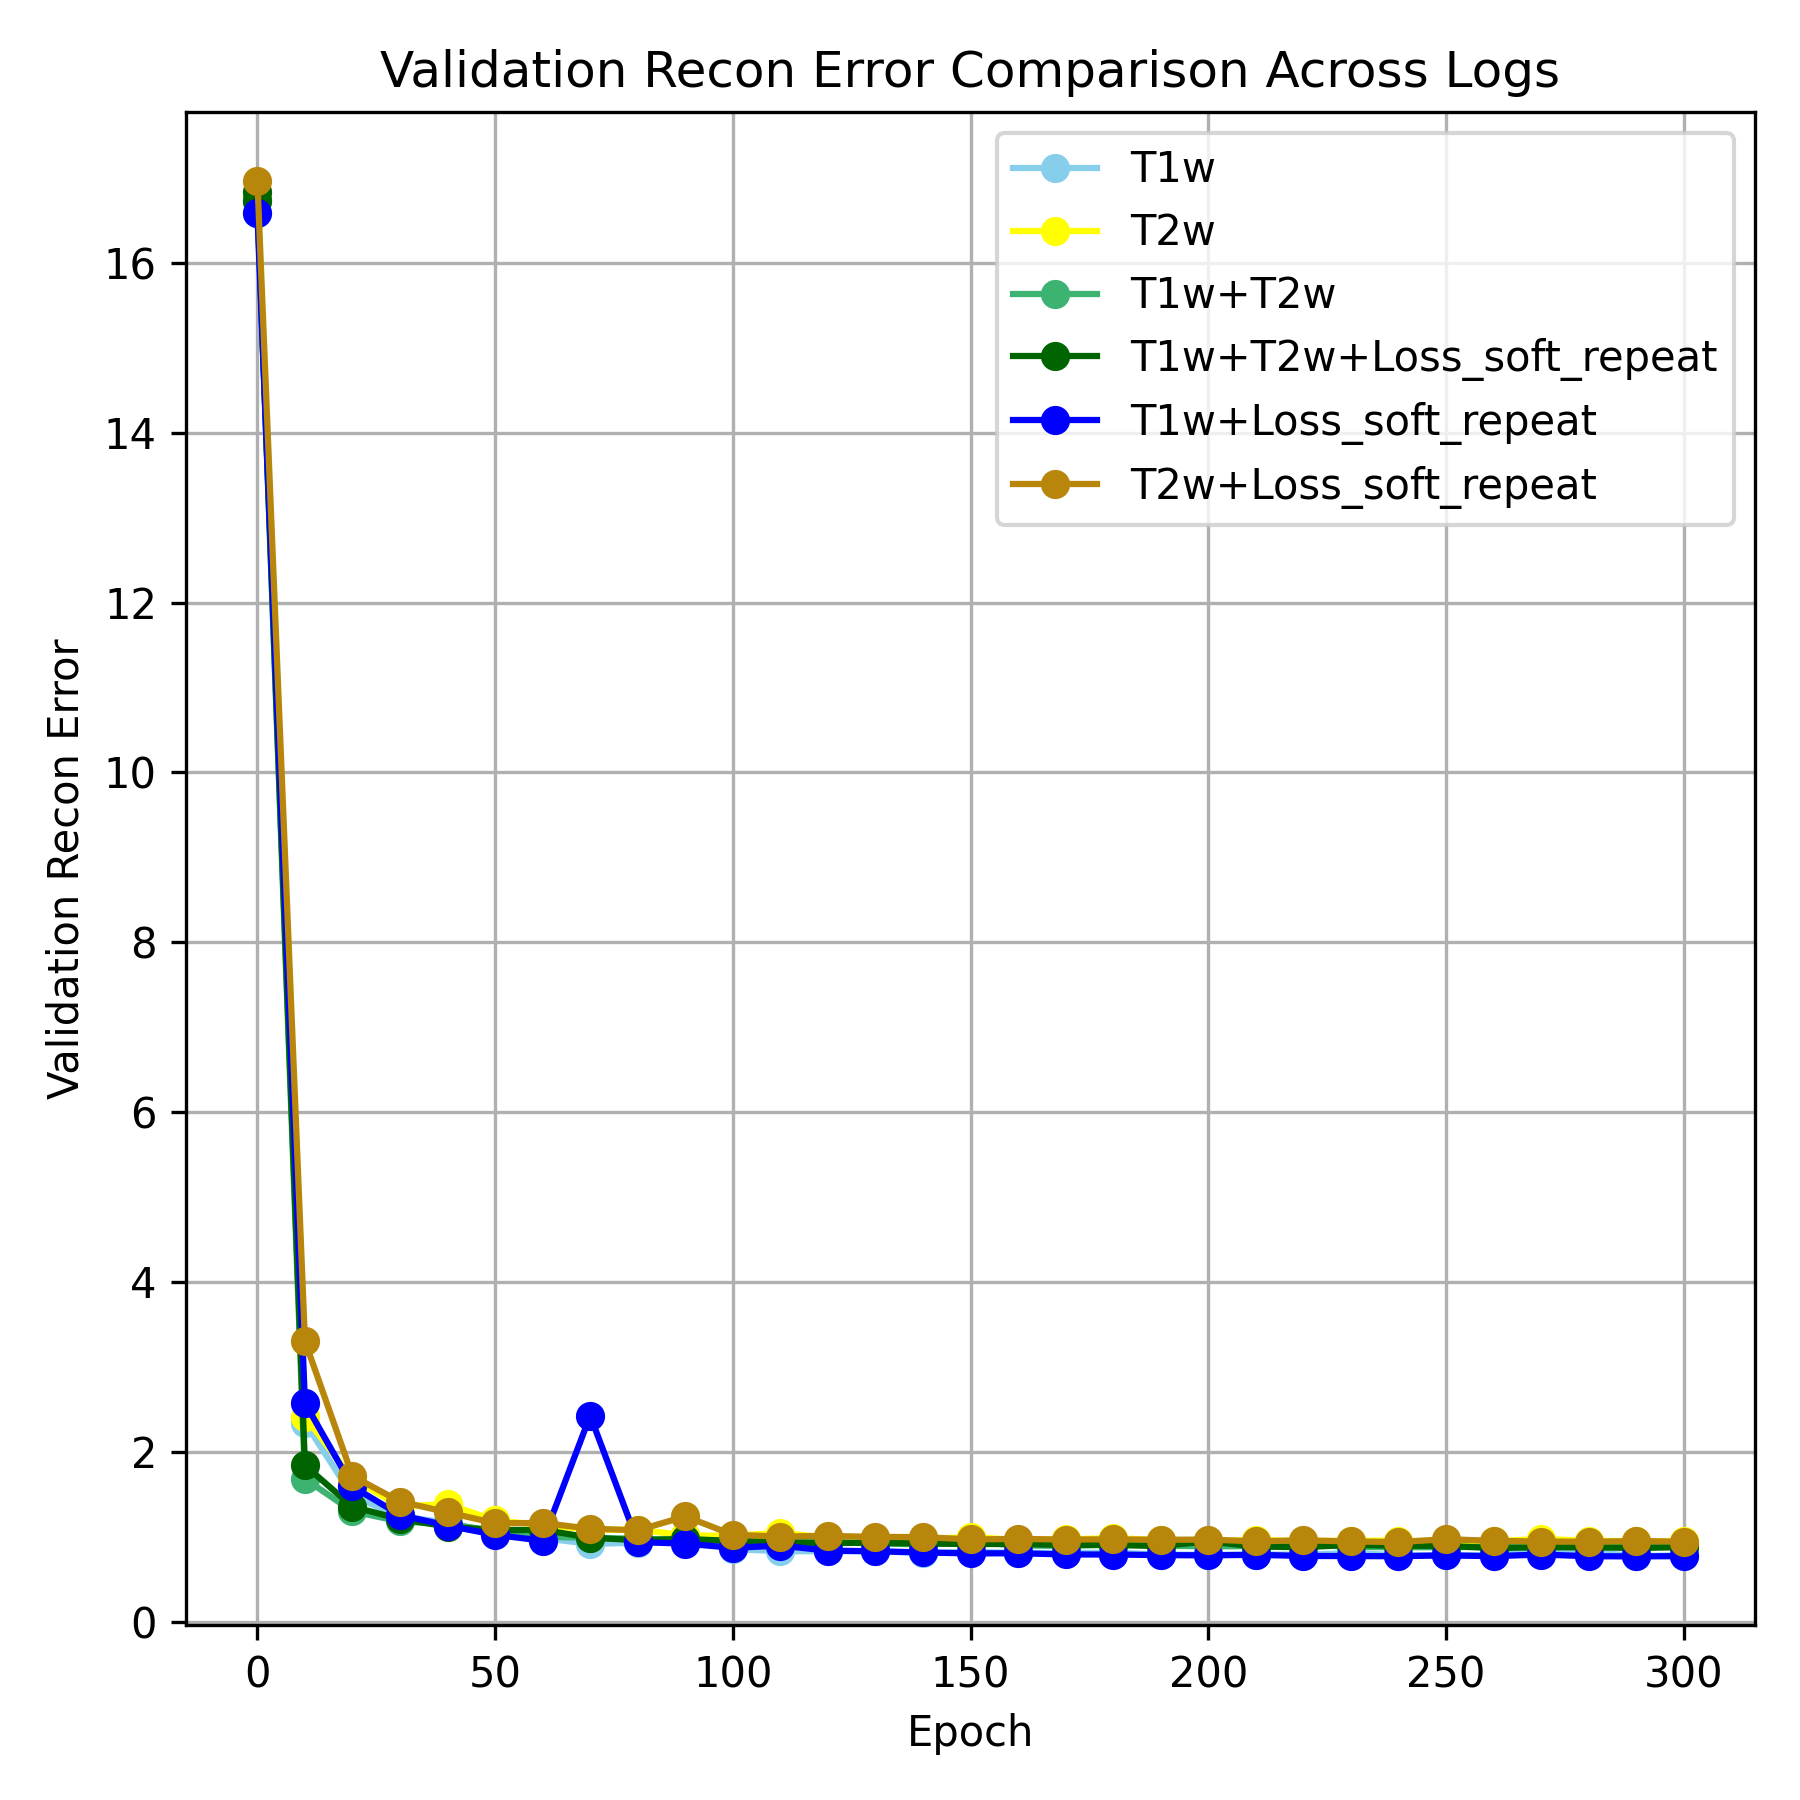 Validation Recon Error Comparison Across Logs
T1w
T2w
T1w+T2w
T1w+T2w+Loss_soft_repeat
T1w+Loss_soft_repeat
T2w+Loss_soft_repeat
Validation Recon Error
16
14
12
10
8
6
4
2
0
0 50 100 150 200 250 300
Epoch